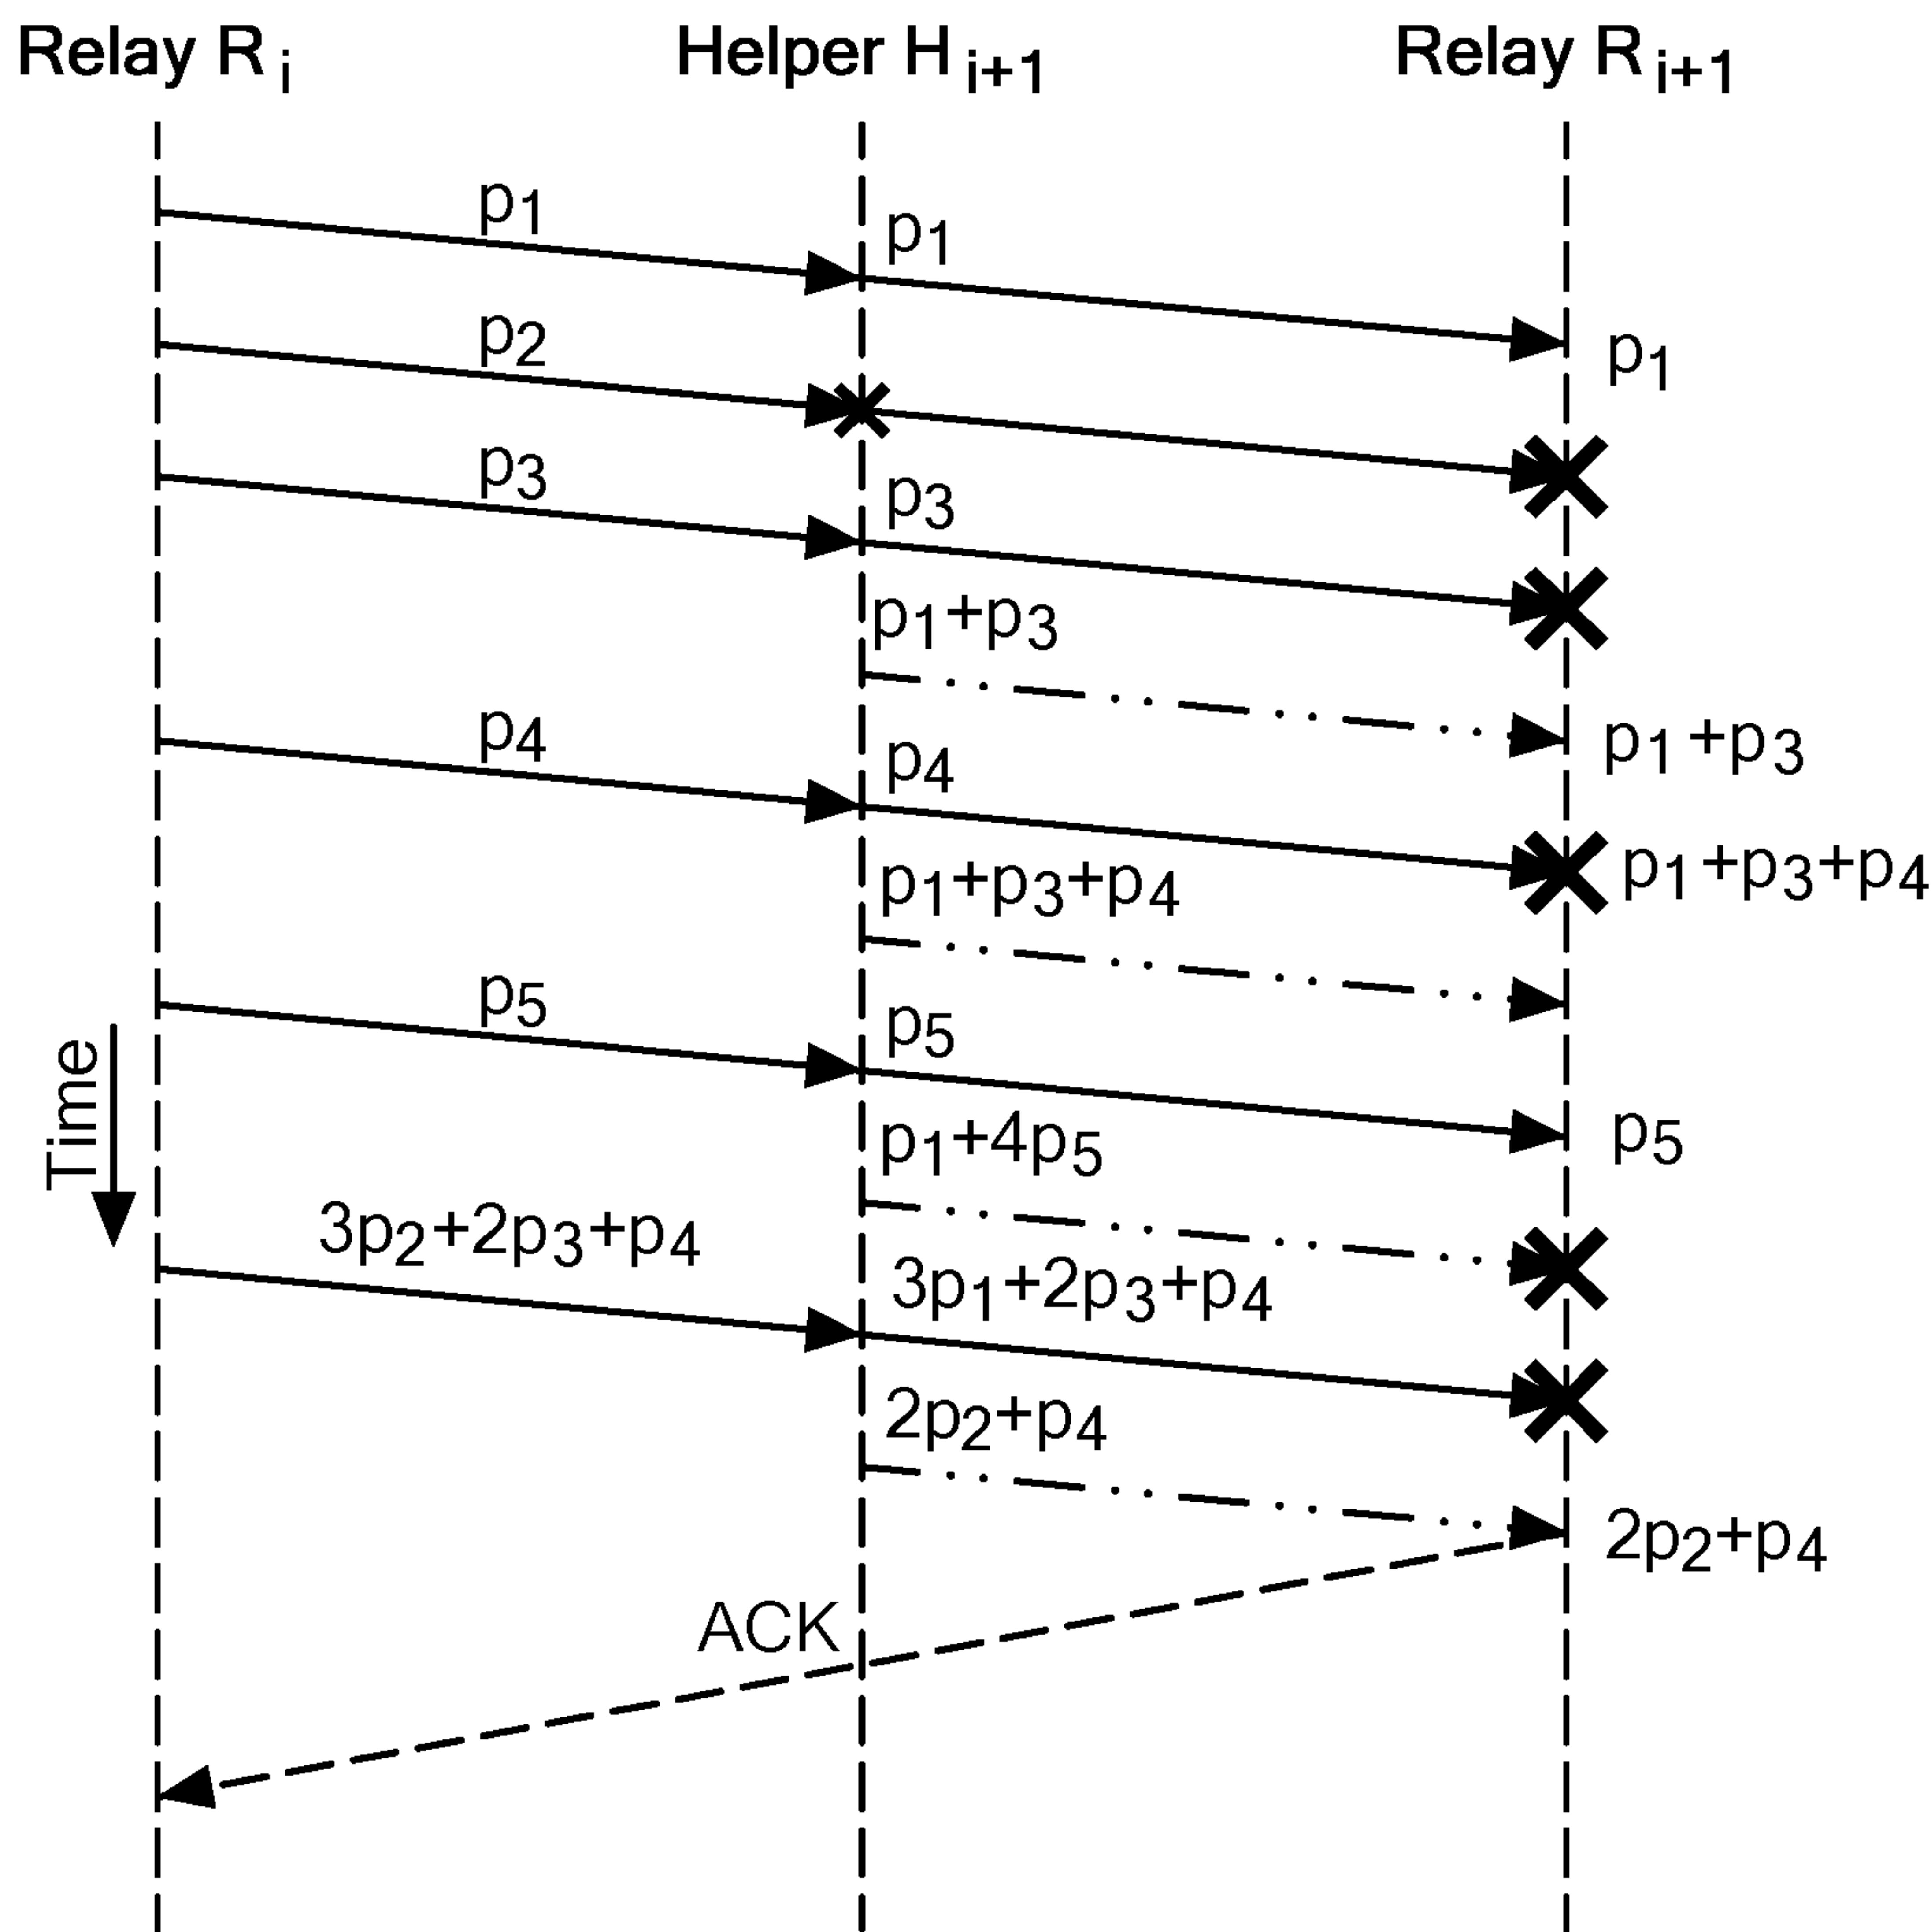 Relay R i
Helper H i+1
Relay R i+1
p1
p1
p1
p2
p3
p3
p1+p3
p1+p3
p4
p4
p1+p3+p4
p1+p3+p4
p5
p5
p5
Time
p1+4p5
3p2+2p3+p4
3p1+2p3+p4
2p2+p4
2p2+p4
ACK